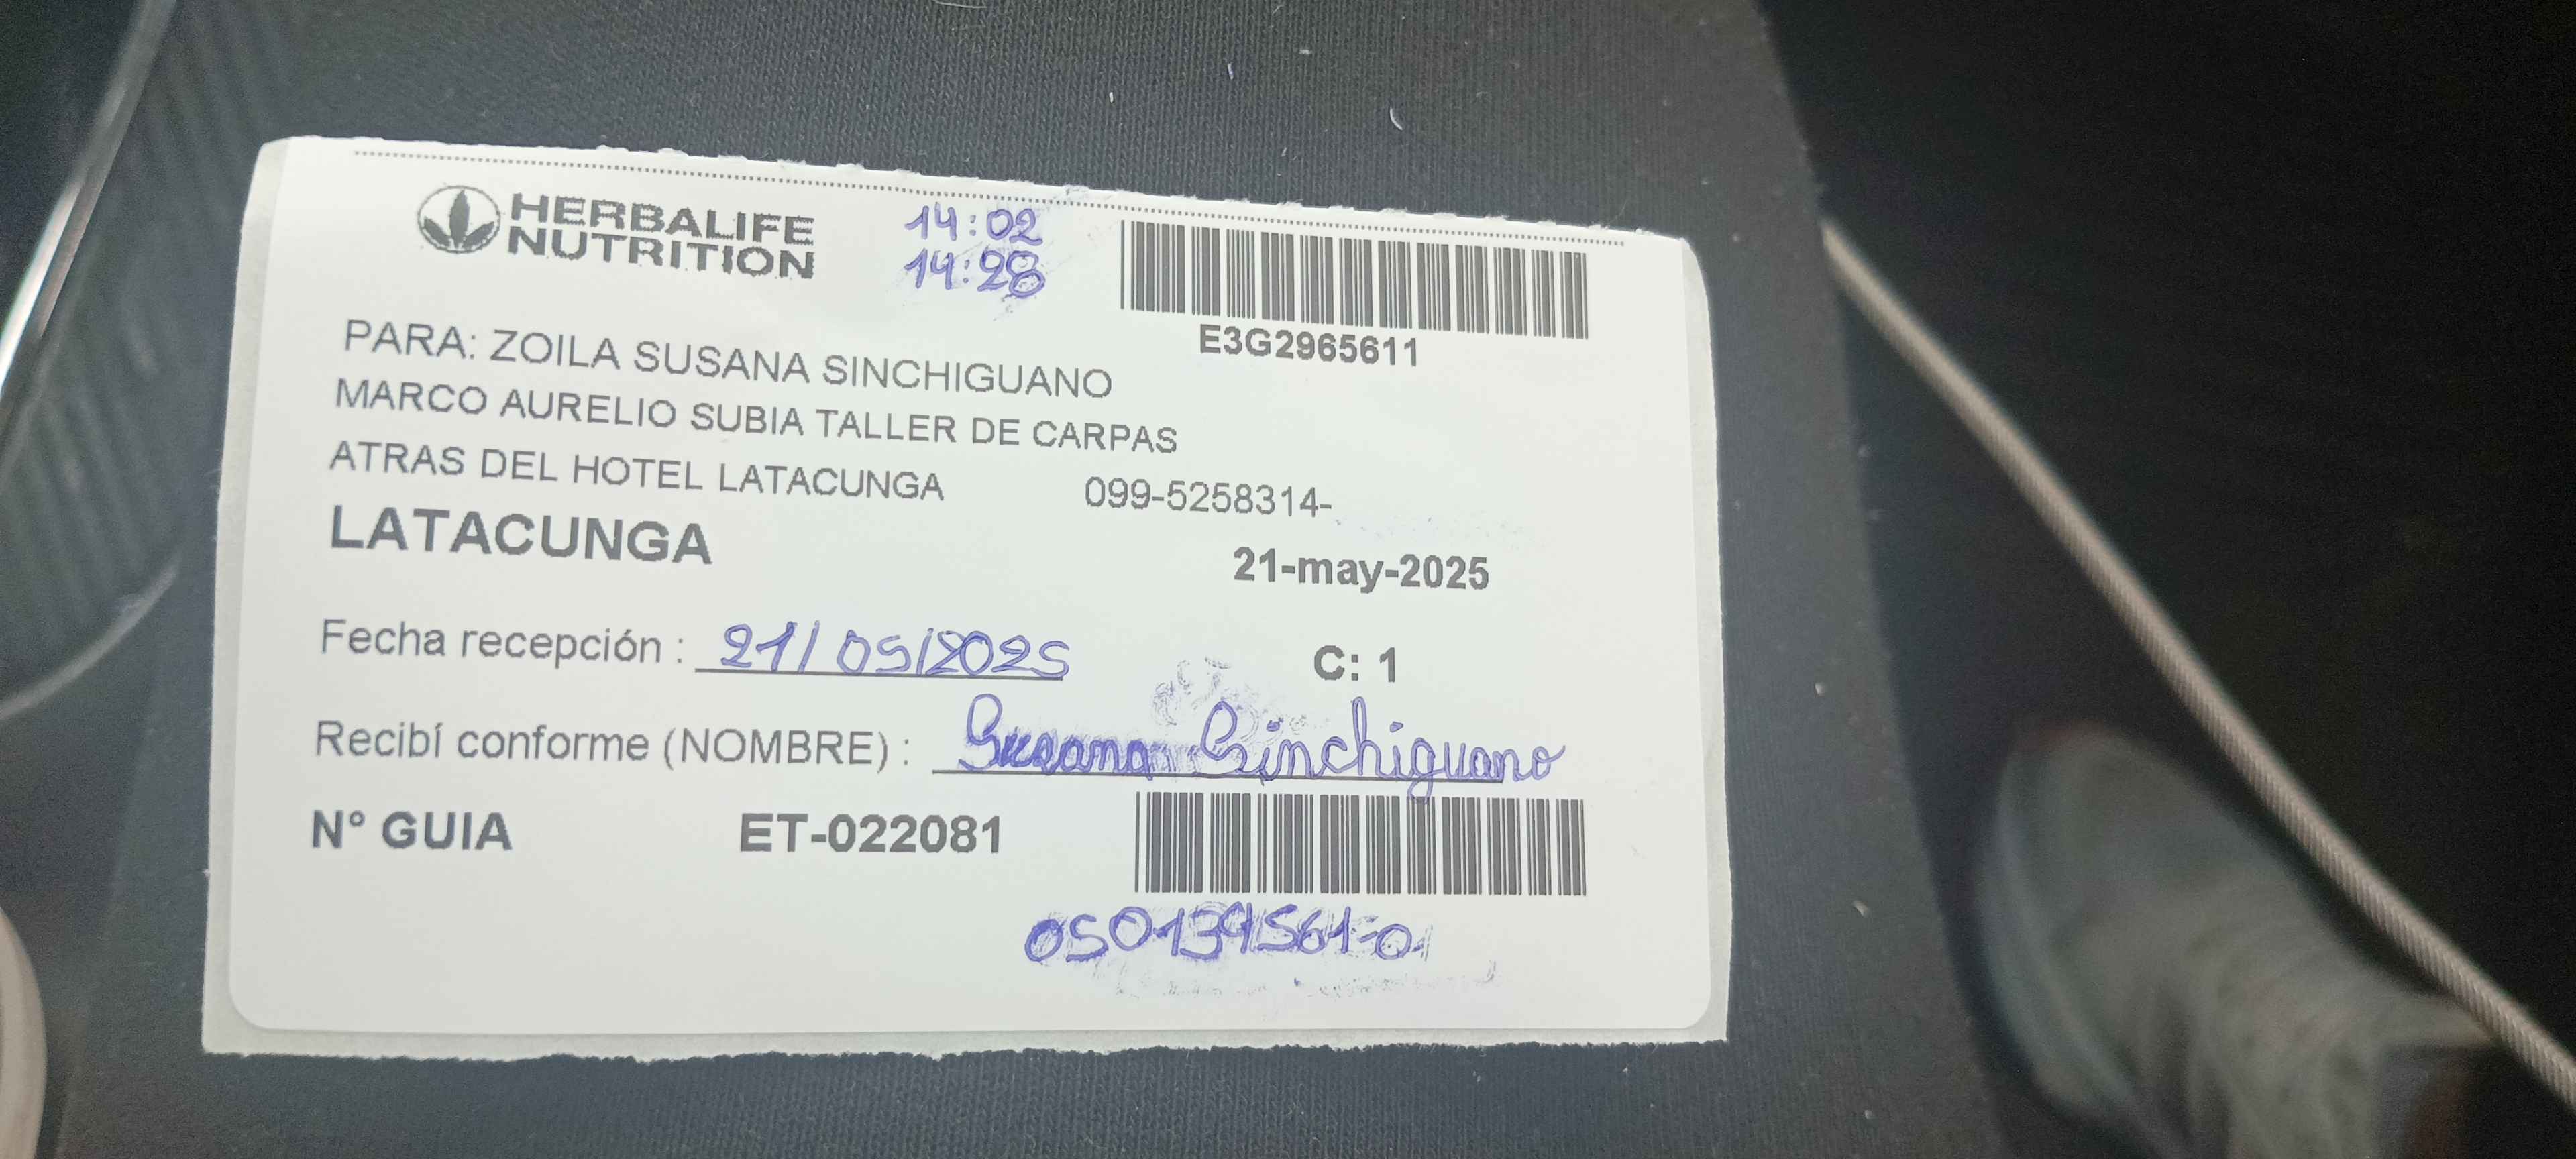 HERBALIFE
NUTRITION
14:02
14:28
E3G2965611
PARA: ZOILA SUSANA SINCHIGUANO
MARCO AURELIO SUBIA TALLER DE CARPAS
ATRAS DEL HOTEL LATACUNGA 099-5258314-
LATACUNGA
21-may-2025
Fecha recepción : 21/05/2025
C: 1
Recibí conforme (NOMBRE) : Susana Sinchiguano
N° GUIA ET-022081
050139561-0